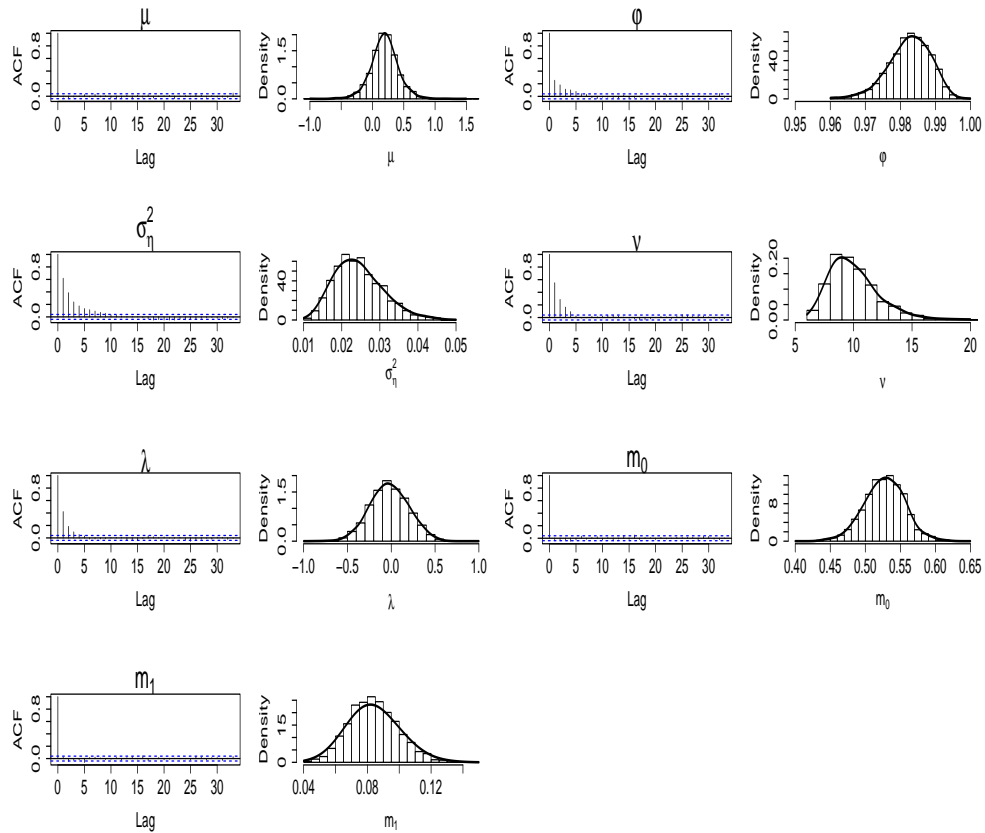 μ
ACF
0.0 0.8
0 5 10 15 20 25 30
Lag
Density
0.0 1.5
−1.0 0.0 0.5 1.0 1.5
μ
φ
ACF
0.0 0.8
0 5 10 15 20 25 30
Lag
Density
0 40
0.95 0.96 0.97 0.98 0.99 1.00
φ
σ²η
ACF
0.0 0.8
0 5 10 15 20 25 30
Lag
Density
0 40
0.01 0.02 0.03 0.04 0.05
σ²η
ν
ACF
0.0 0.8
0 5 10 15 20 25 30
Lag
Density
0.00 0.20
5 10 15 20
ν
λ
ACF
0.0 0.8
0 5 10 15 20 25 30
Lag
Density
0.0 1.5
−1.0 −0.5 0.0 0.5 1.0
λ
m₀
ACF
0.0 0.8
0 5 10 15 20 25 30
Lag
Density
0 8
0.40 0.45 0.50 0.55 0.60 0.65
m₀
m₁
ACF
0.0 0.8
0 5 10 15 20 25 30
Lag
Density
0 15
0.04 0.08 0.12
m₁